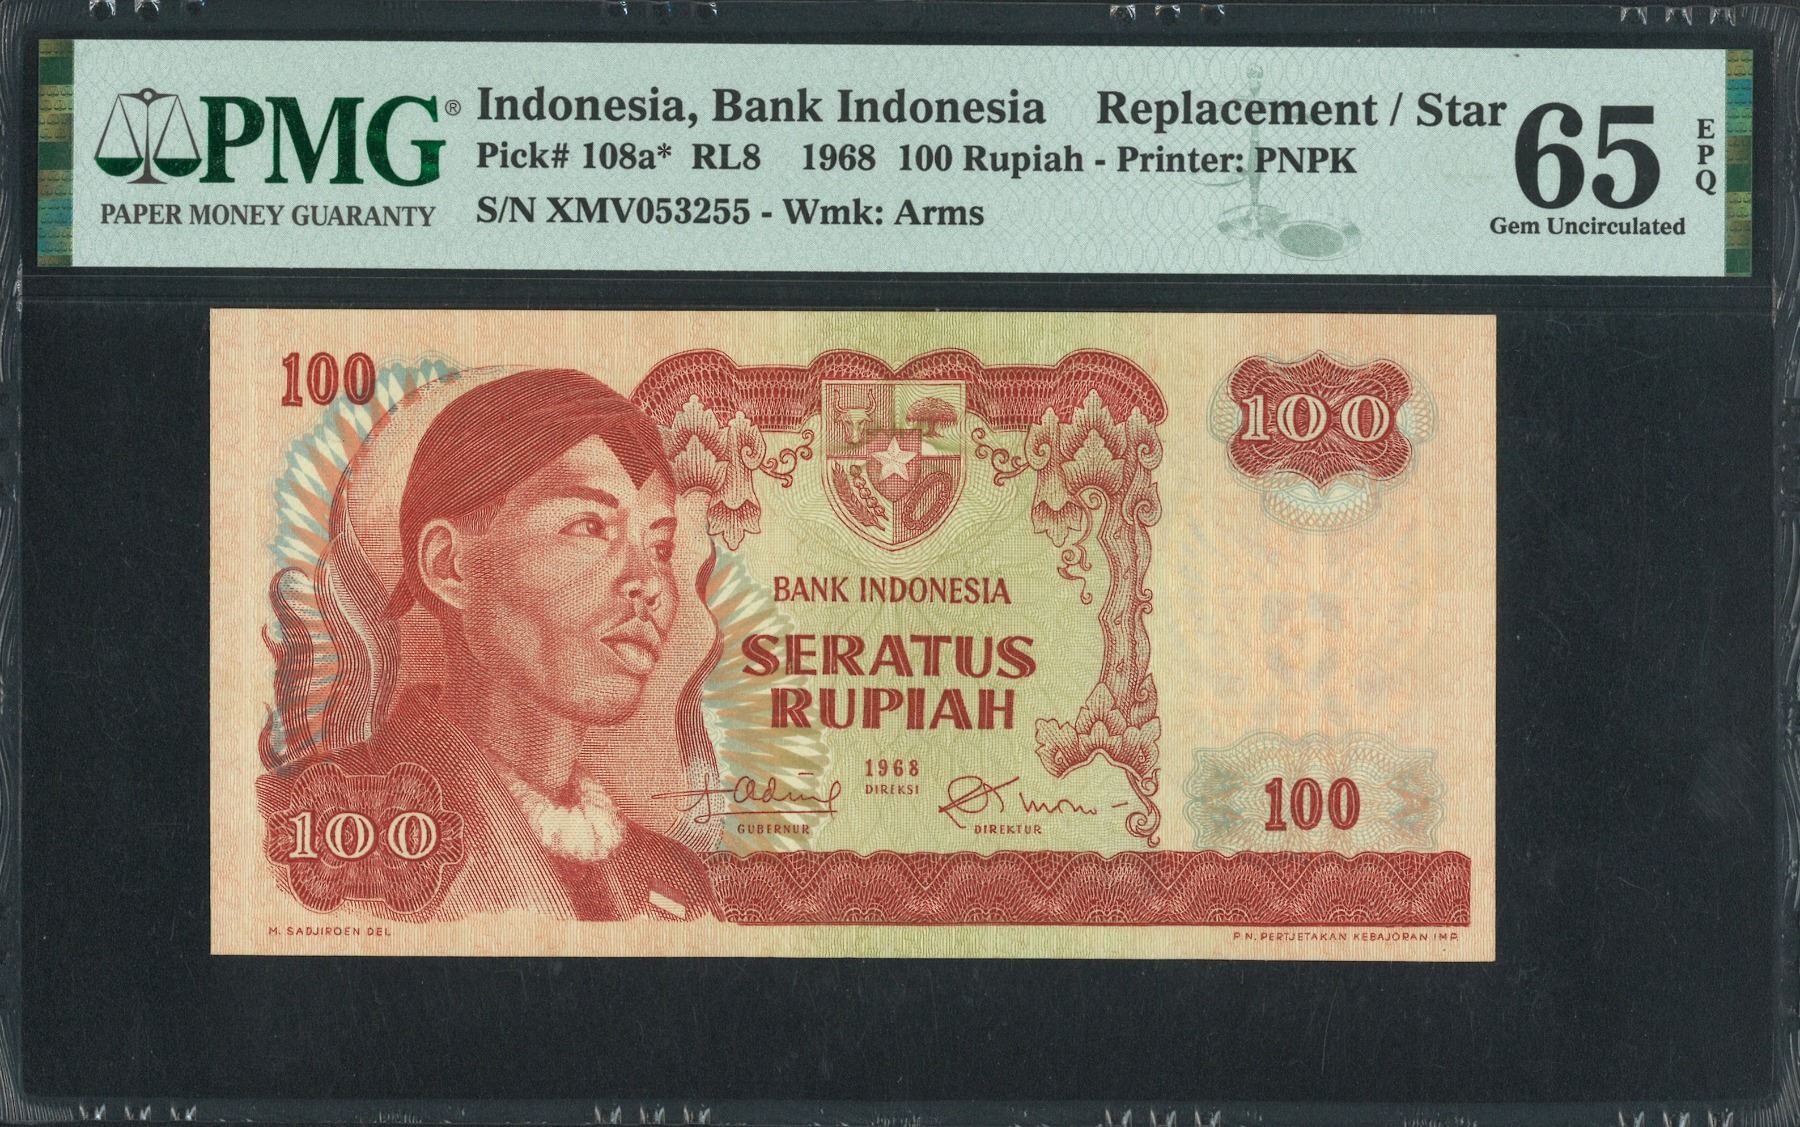 PMG®
PAPER MONEY GUARANTY
Indonesia, Bank Indonesia Replacement / Star
Pick# 108a* RL8 1968 100 Rupiah - Printer: PNPK
S/N XMV053255 - Wmk: Arms
65
EPQ
Gem Uncirculated
100
100
BANK INDONESIA
SERATUS
RUPIAH
1968
DIREKSI
GUBERNUR
DIREKTUR
100
100
M. SADJIROEN DEL.
P.N. PERTJETAKAN KEBAJORAN IMP.